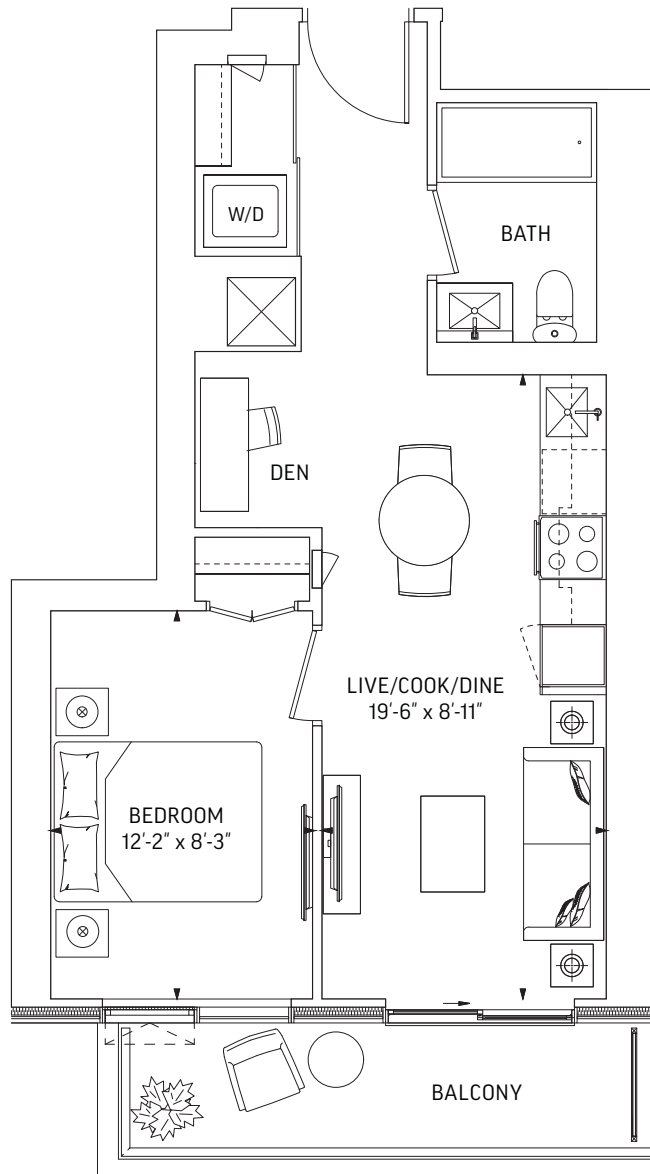 W/D
BATH
DEN
LIVE/COOK/DINE
19'-6" x 8'-11"
BEDROOM
12'-2" x 8'-3"
BALCONY